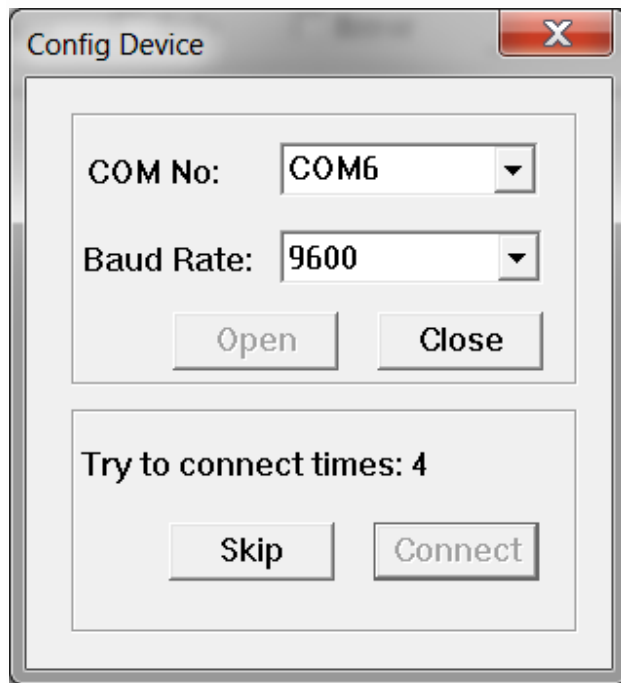 Config Device
COM No: COM6
Baud Rate: 9600
Open Close
Try to connect times: 4
Skip Connect